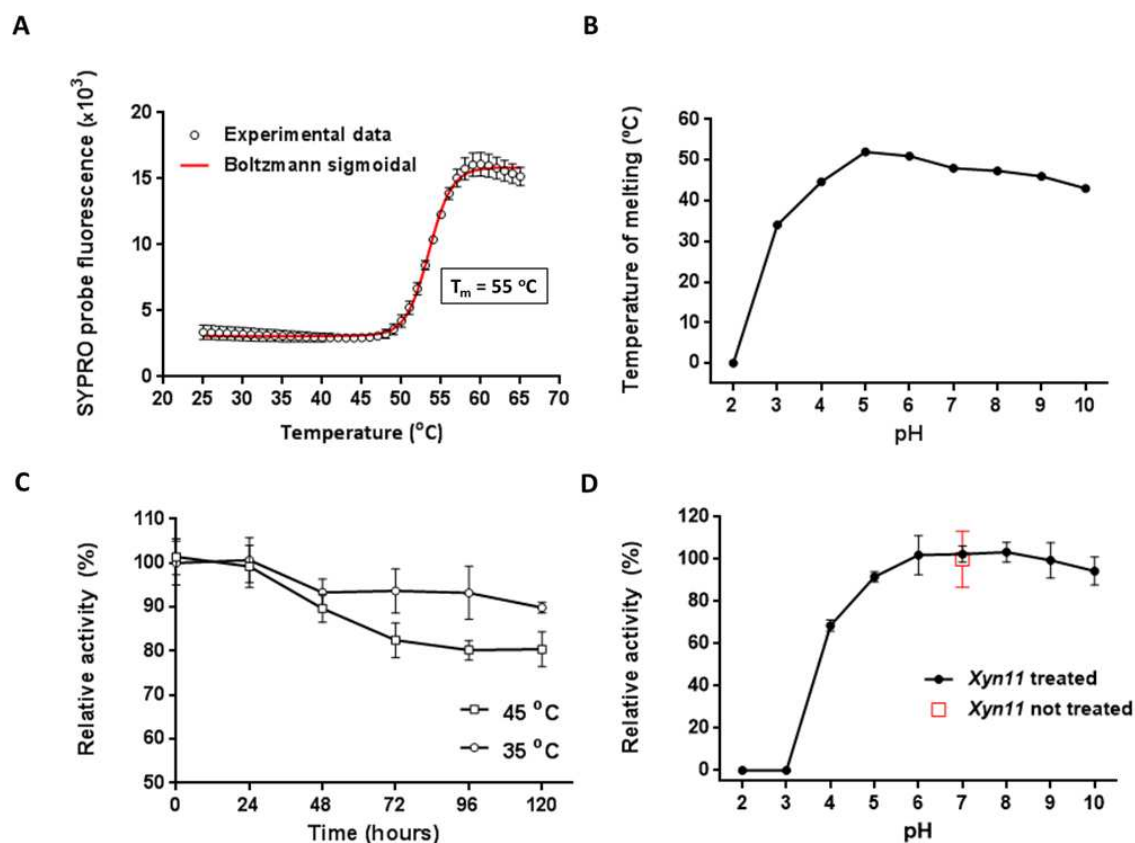 A
SYPRO probe fluorescence (x10³)
20
15
10
5
0
Experimental data
Boltzmann sigmoidal
Tₘ = 55 °C
20 25 30 35 40 45 50 55 60 65 70
Temperature (°C)
B
Temperature of melting (ºC)
60
50
40
30
20
10
0
2 3 4 5 6 7 8 9 10
pH
C
Relative activity (%)
110
100
90
80
70
60
50
45 °C
35 °C
0 24 48 72 96 120
Time (hours)
D
Relative activity (%)
120
100
80
60
40
20
0
Xyn11 treated
Xyn11 not treated
2 3 4 5 6 7 8 9 10
pH